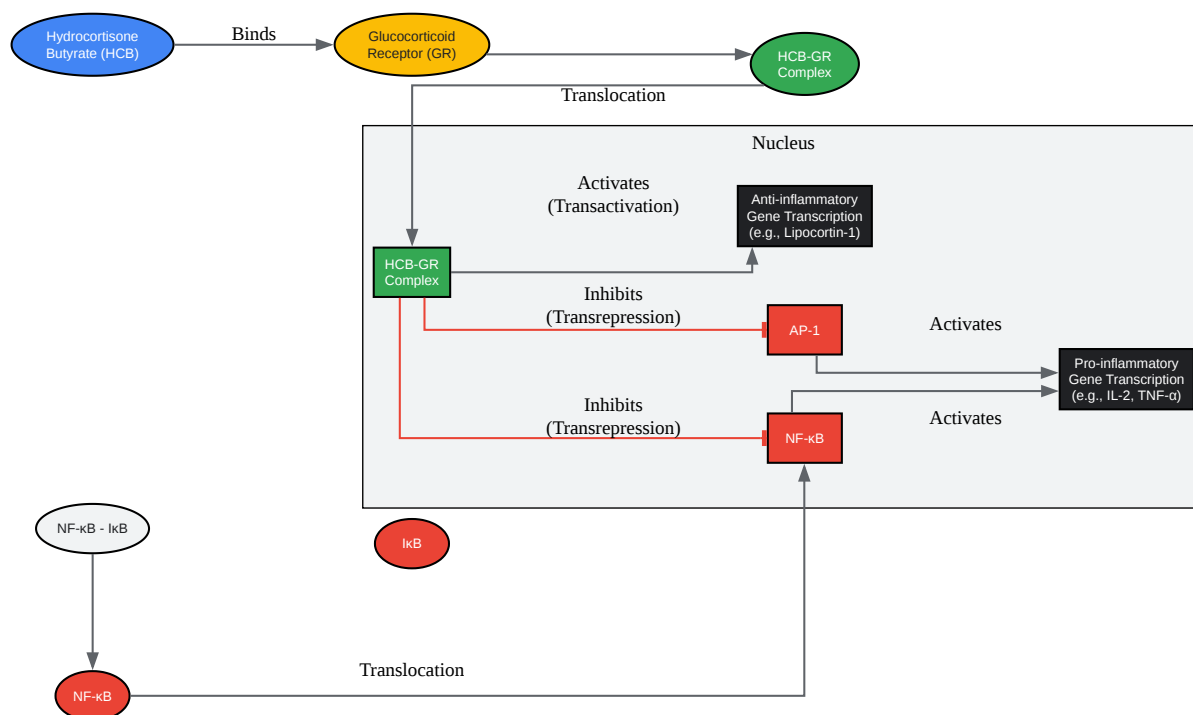 Hydrocortisone
Butyrate (HCB)
Binds
Glucocorticoid
Receptor (GR)
HCB-GR
Complex
Translocation
Nucleus
Activates
(Transactivation)
Anti-inflammatory
Gene Transcription
(e.g., Lipocortin-1)
HCB-GR
Complex
Inhibits
(Transrepression)
AP-1
Activates
Pro-inflammatory
Gene Transcription
(e.g., IL-2, TNF-α)
Inhibits
(Transrepression)
NF-κB
Activates
NF-κB - IκB
IκB
Translocation
NF-κB